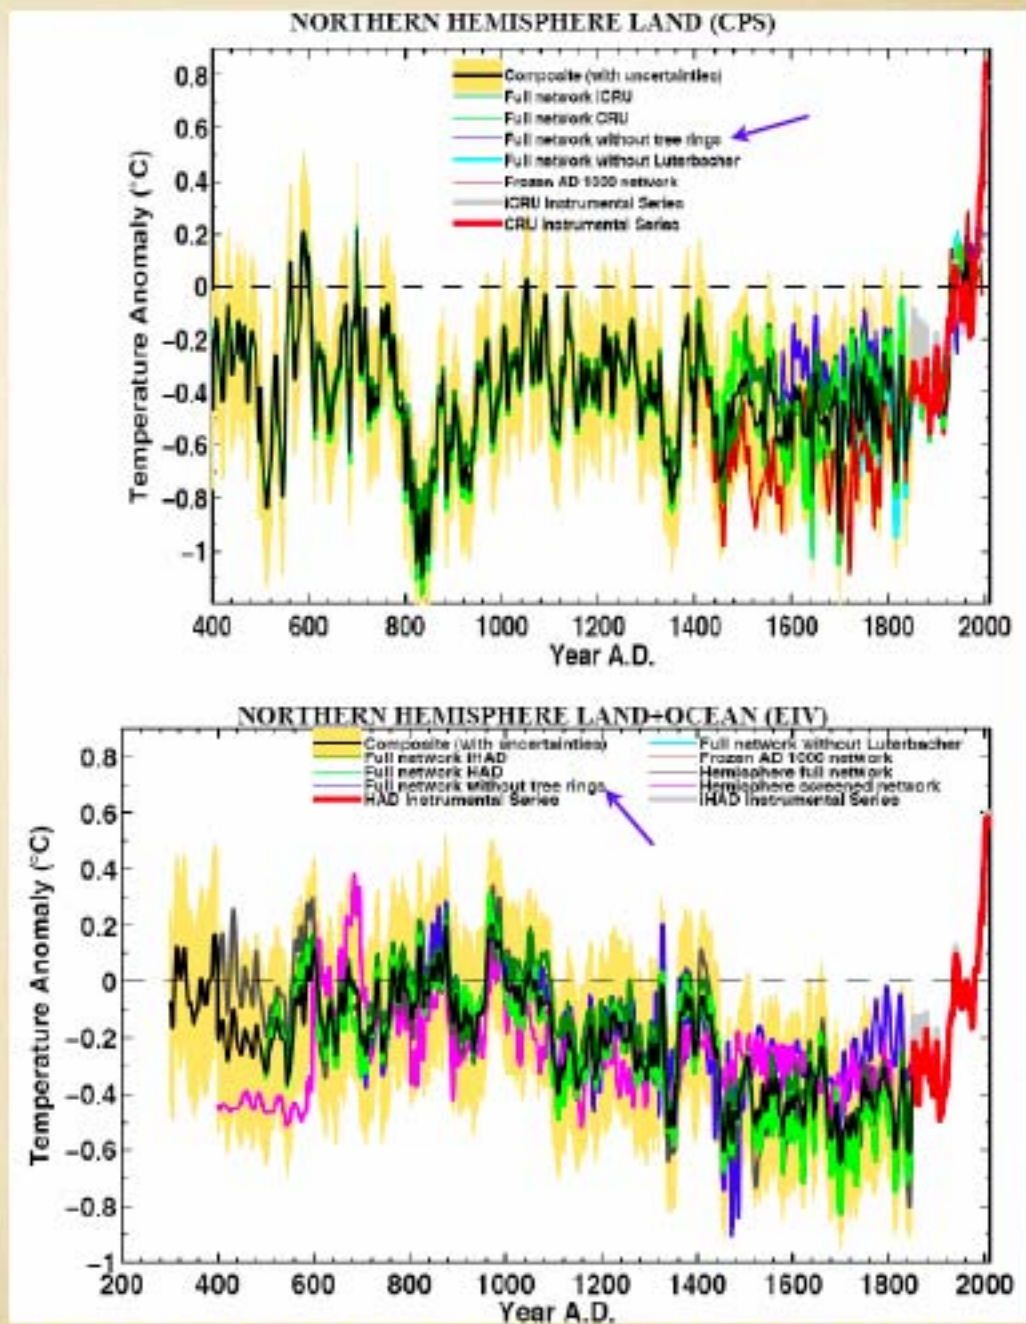 NORTHERN HEMISPHERE LAND (CPS)
Composite (with uncertainties)
Full network ICRU
Full network CRU
Full network without tree rings
Full network without Luterbacher
Frozen AD 1000 network
ICRU Instrumental Series
CRU Instrumental Series
Temperature Anomaly (°C)
0.8
0.6
0.4
0.2
0
−0.2
−0.4
−0.6
−0.8
−1
400 600 800 1000 1200 1400 1600 1800 2000
Year A.D.
NORTHERN HEMISPHERE LAND+OCEAN (EIV)
Composite (with uncertainties)
Full network IHAD
Full network HAD
Full network without tree rings
HAD Instrumental Series
Full network without Luterbacher
Frozen AD 1000 network
Hemisphere full network
Hemisphere screened network
IHAD Instrumental Series
Temperature Anomaly (°C)
0.8
0.6
0.4
0.2
0
−0.2
−0.4
−0.6
−0.8
−1
200 400 600 800 1000 1200 1400 1600 1800 2000
Year A.D.